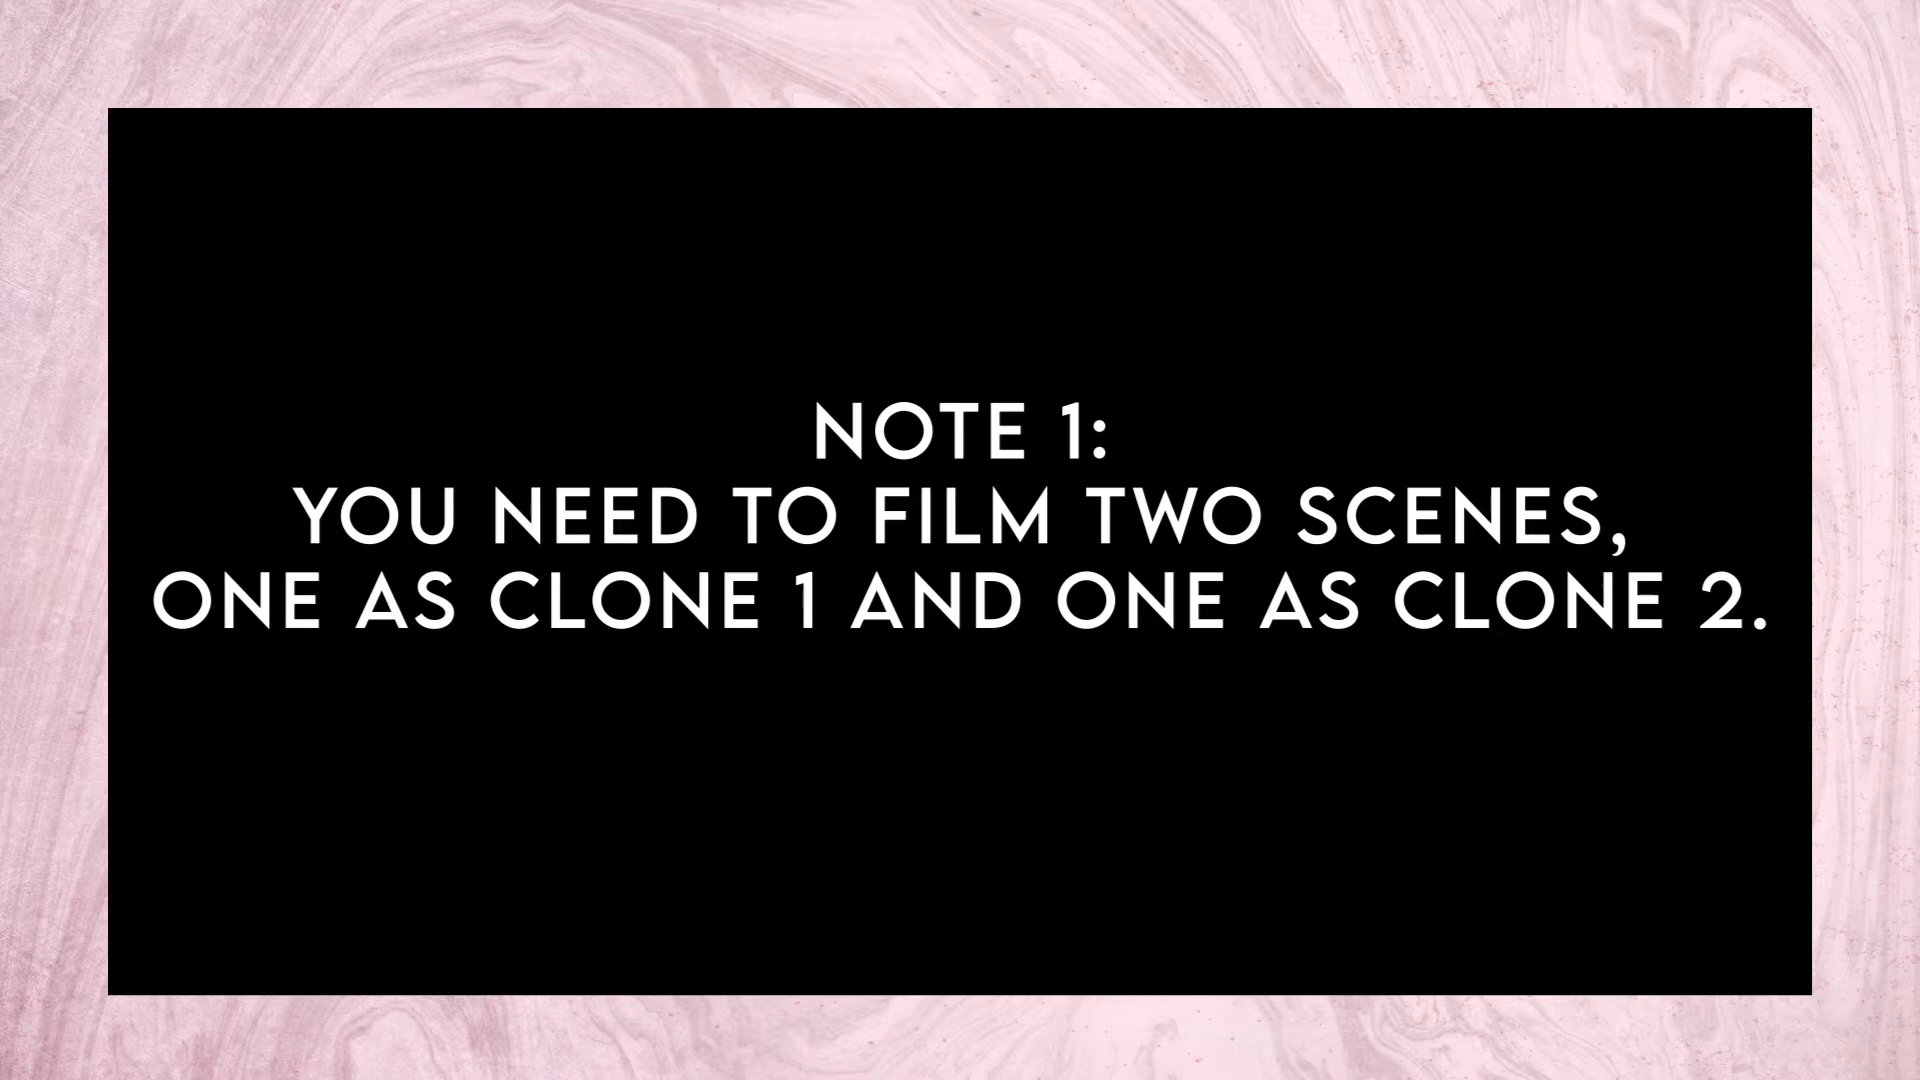 NOTE 1:
YOU NEED TO FILM TWO SCENES,
ONE AS CLONE 1 AND ONE AS CLONE 2.